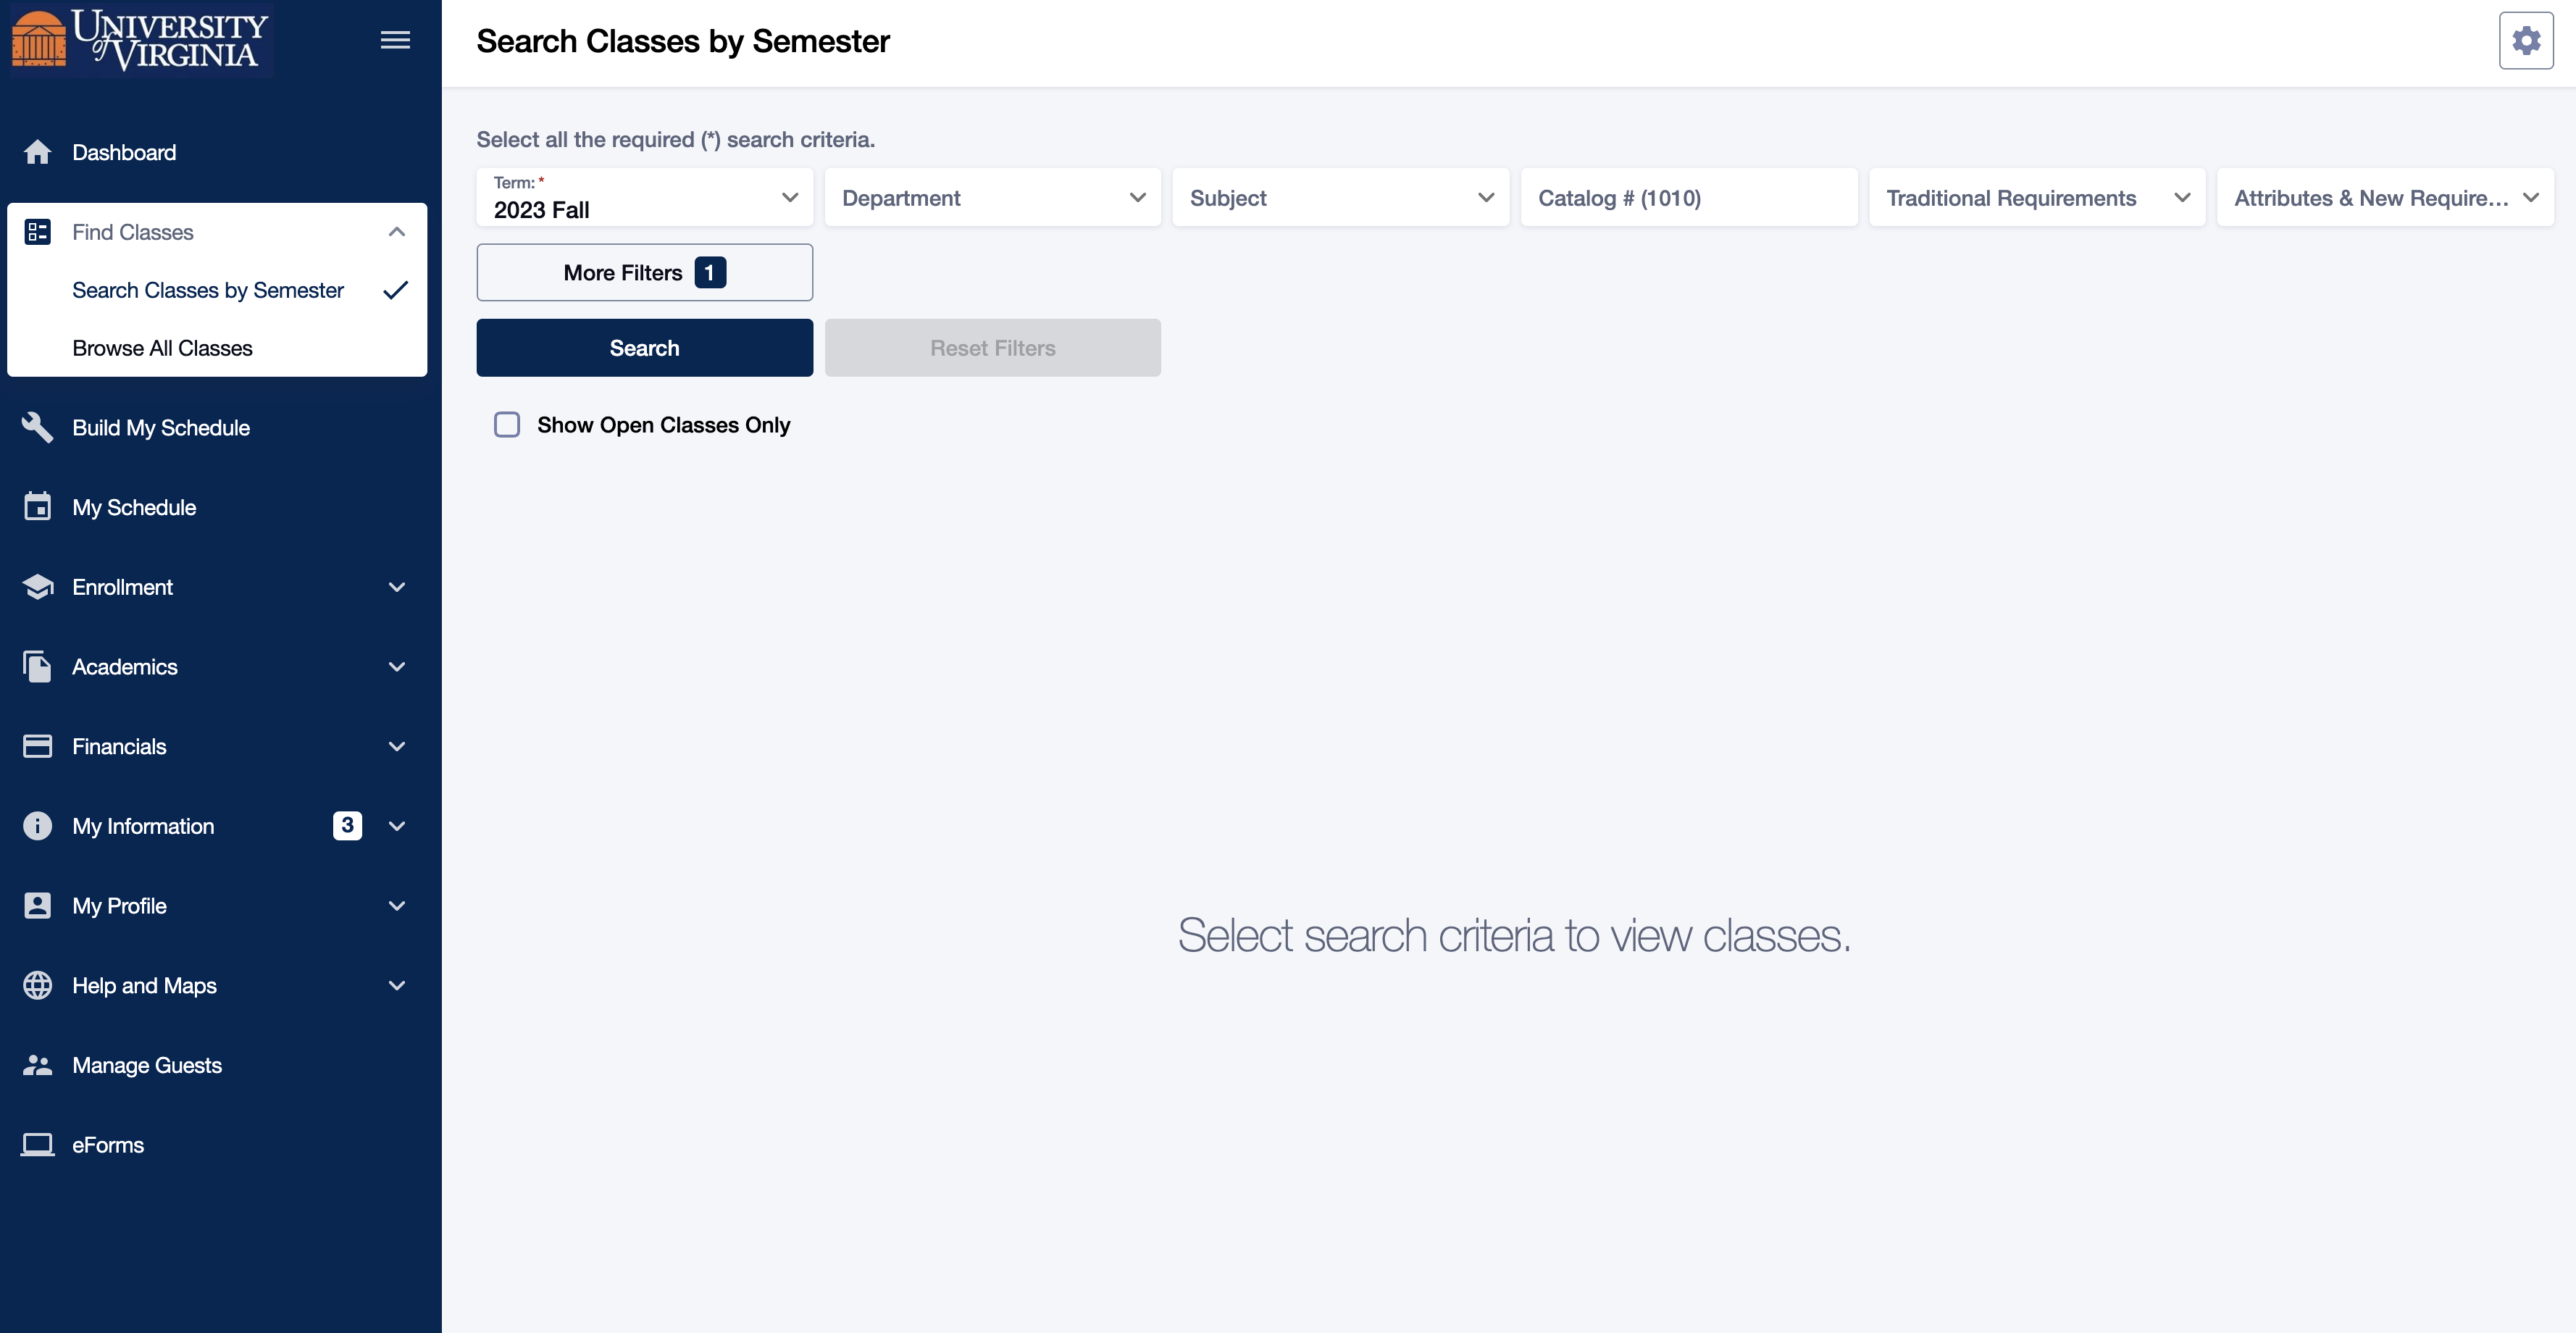 UNIVERSITY
of VIRGINIA
Dashboard
Find Classes
Search Classes by Semester
Browse All Classes
Build My Schedule
My Schedule
Enrollment
Academics
Financials
My Information 3
My Profile
Help and Maps
Manage Guests
eForms
Search Classes by Semester
Select all the required (*) search criteria.
Term: *
2023 Fall
Department
Subject
Catalog # (1010)
Traditional Requirements
Attributes & New Require...
More Filters 1
Search
Reset Filters
Show Open Classes Only
Select search criteria to view classes.